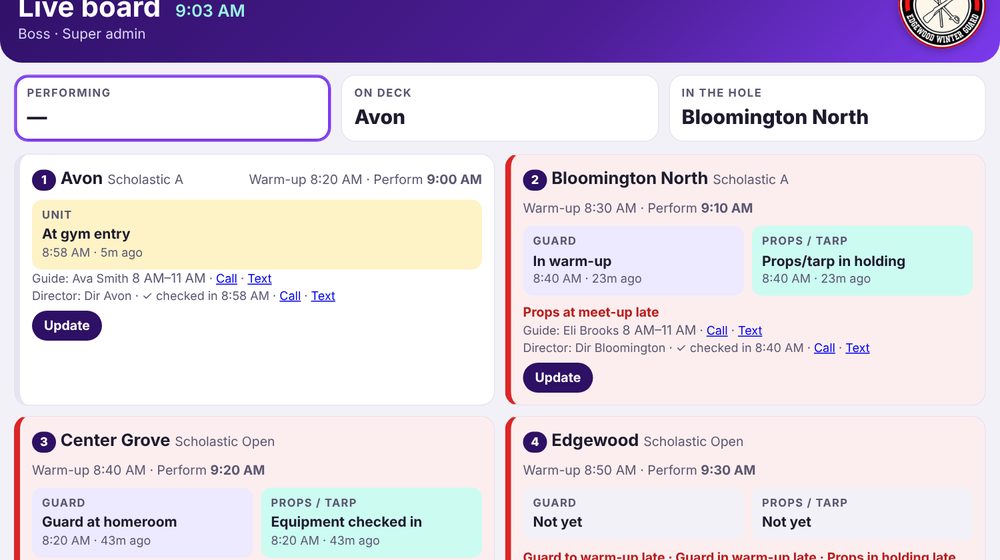 Live board 9:03 AM
Boss · Super admin
EDGEWOOD WINTER GUARD
PERFORMING
—
ON DECK
Avon
IN THE HOLE
Bloomington North
1 Avon Scholastic A Warm-up 8:20 AM · Perform 9:00 AM
UNIT
At gym entry
8:58 AM · 5m ago
Guide: Ava Smith 8 AM–11 AM · Call · Text
Director: Dir Avon · ✓ checked in 8:58 AM · Call · Text
Update
2 Bloomington North Scholastic A
Warm-up 8:30 AM · Perform 9:10 AM
GUARD
In warm-up
8:40 AM · 23m ago
PROPS / TARP
Props/tarp in holding
8:40 AM · 23m ago
Props at meet-up late
Guide: Eli Brooks 8 AM–11 AM · Call · Text
Director: Dir Bloomington · ✓ checked in 8:40 AM · Call · Text
Update
3 Center Grove Scholastic Open
Warm-up 8:40 AM · Perform 9:20 AM
GUARD
Guard at homeroom
8:20 AM · 43m ago
PROPS / TARP
Equipment checked in
8:20 AM · 43m ago
4 Edgewood Scholastic Open
Warm-up 8:50 AM · Perform 9:30 AM
GUARD
Not yet
PROPS / TARP
Not yet
Guard to warm-up late · Guard in warm-up late · Props in holding late